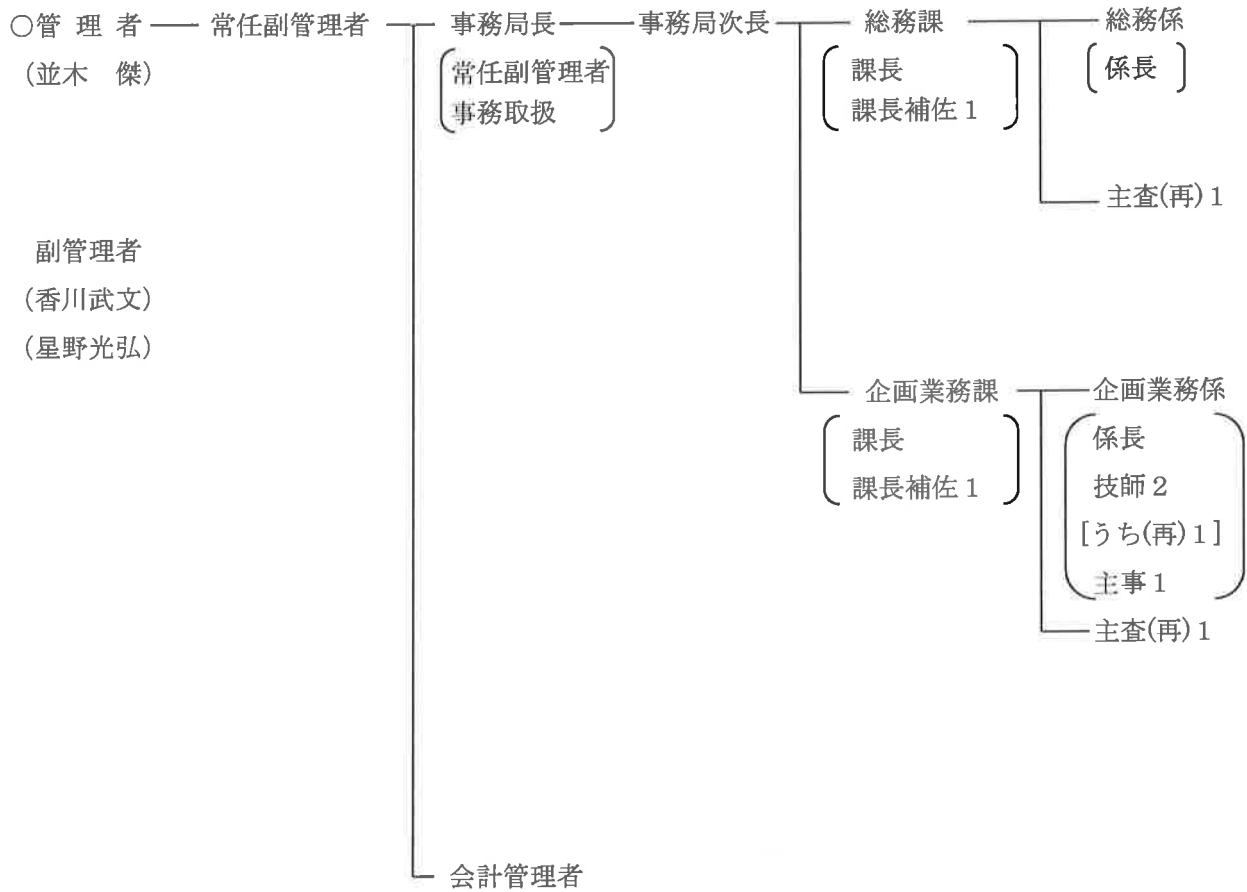 ○管理者 常任副管理者 事務局長 事務局次長 総務課 総務係
(並木 傑)
常任副管理者
事務取扱
課長
課長補佐1
係長
主査(再)1
副管理者
(香川武文)
(星野光弘)
企画業務課 企画業務係
課長
課長補佐1
係長
技師2
[うち(再)1]
主事1
主査(再)1
会計管理者